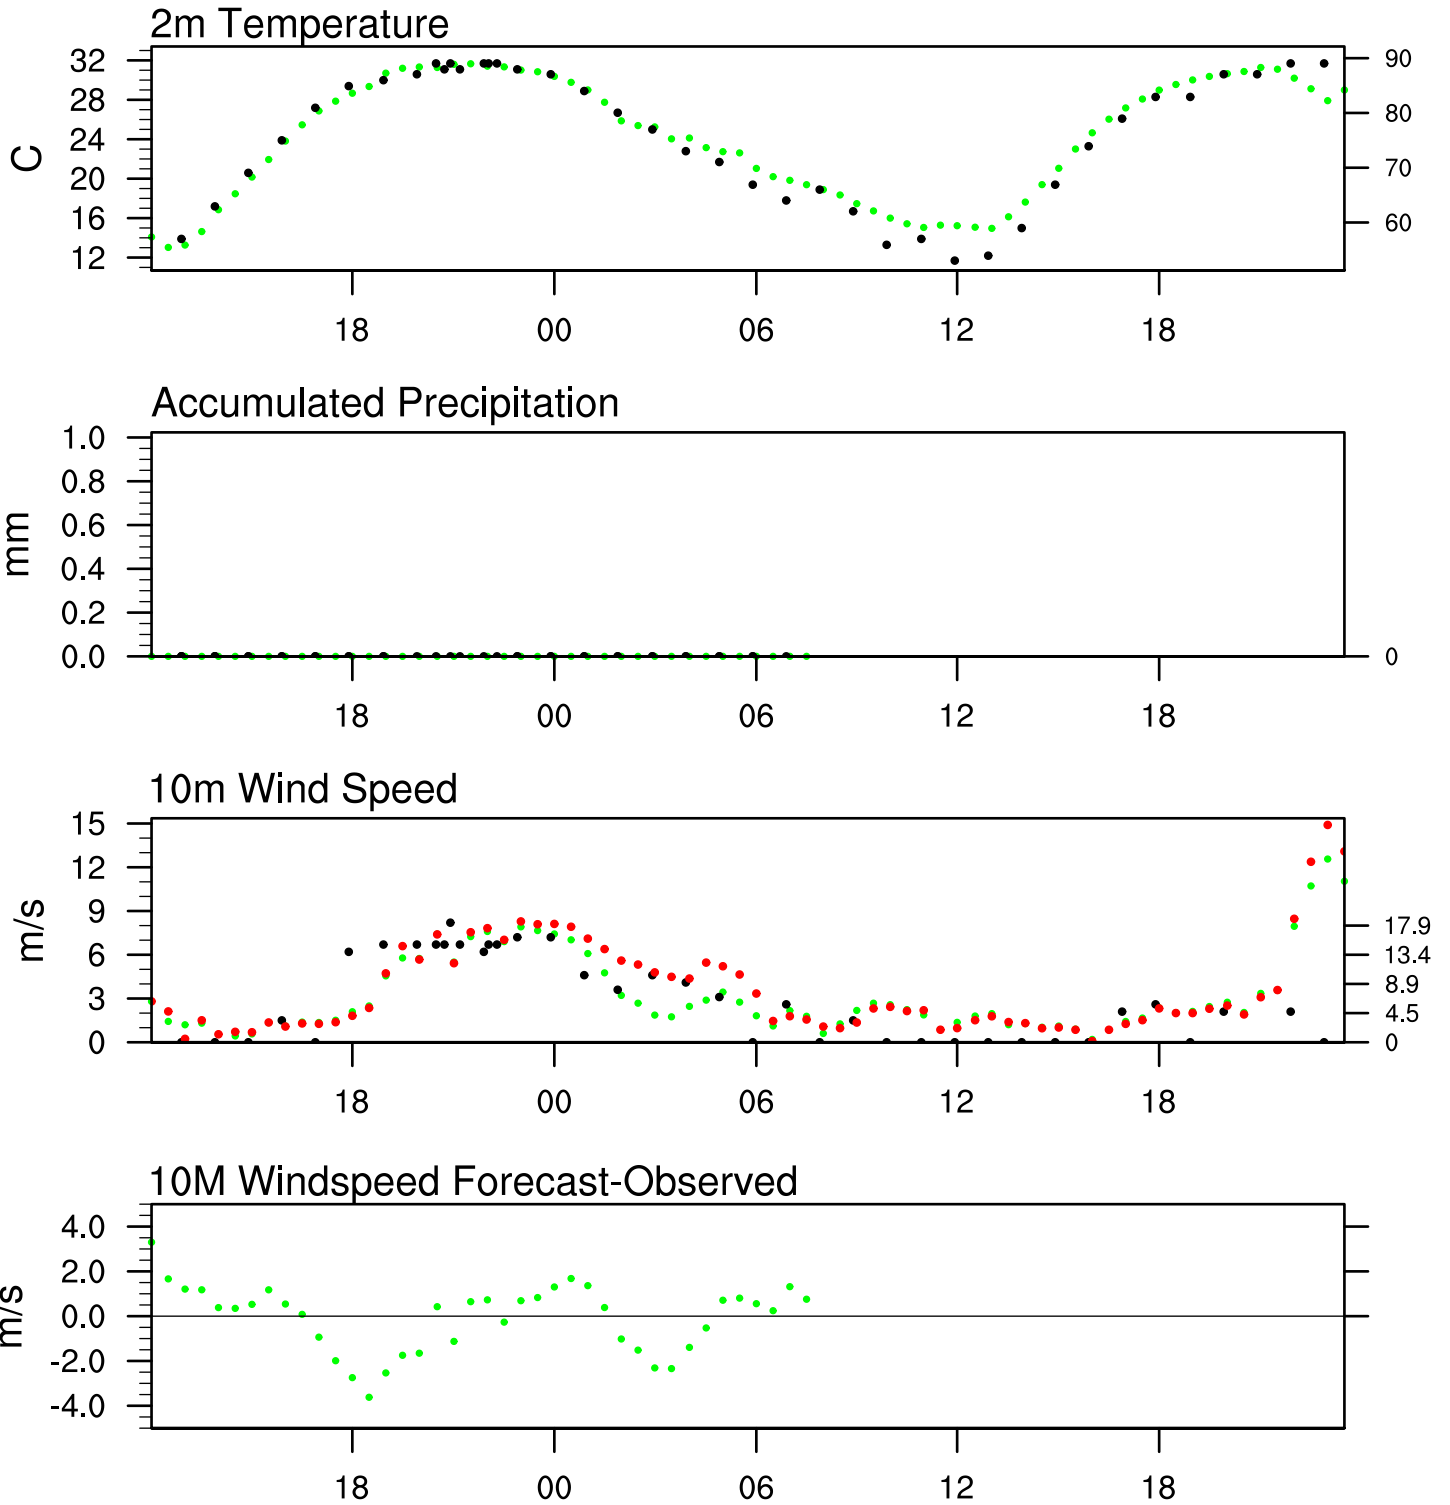 2m Temperature
32
28
24
20
16
12
C
90
80
70
60
18 00 06 12 18
Accumulated Precipitation
1.0
0.8
0.6
0.4
0.2
0.0
mm
0
18 00 06 12 18
10m Wind Speed
15
12
9
6
3
0
m/s
17.9
13.4
8.9
4.5
0
18 00 06 12 18
10M Windspeed Forecast-Observed
4.0
2.0
0.0
-2.0
-4.0
m/s
18 00 06 12 18